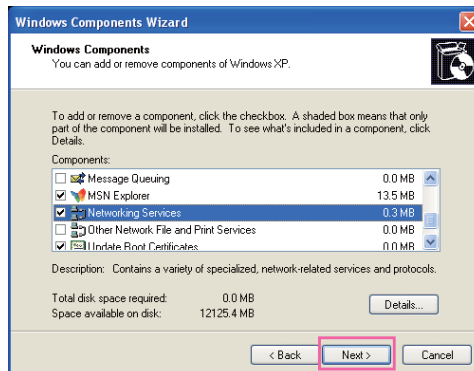 Windows Components Wizard
Windows Components
You can add or remove components of Windows XP.
To add or remove a component, click the checkbox. A shaded box means that only
part of the component will be installed. To see what's included in a component, click
Details.
Components:
Message Queuing 0.0 MB
MSN Explorer 13.5 MB
Networking Services 0.3 MB
Other Network File and Print Services 0.0 MB
Update Root Certificates 0.0 MB
Description: Contains a variety of specialized, network-related services and protocols.
Total disk space required: 0.0 MB
Space available on disk: 12125.4 MB
Details...
< Back Next > Cancel